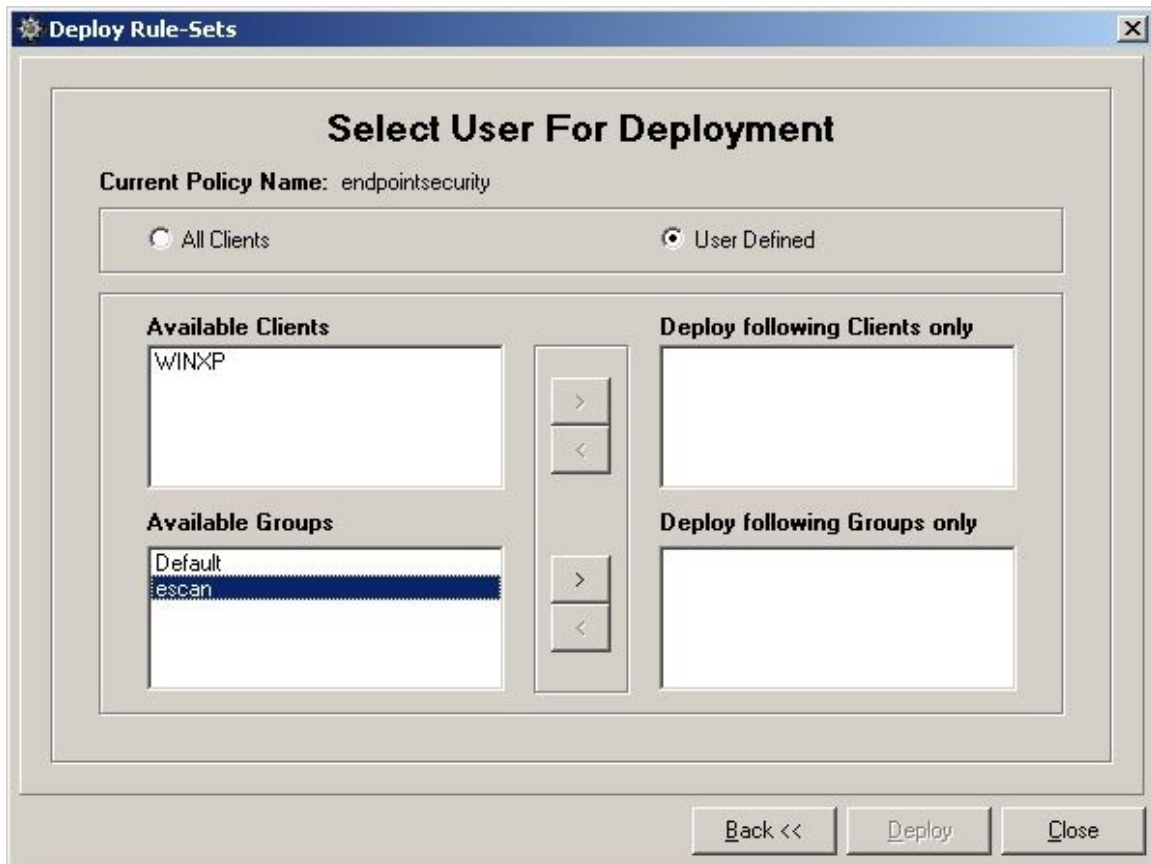 Deploy Rule-Sets
Select User For Deployment
Current Policy Name: endpointsecurity
All Clients
User Defined
Available Clients
WINXP
>
<
Deploy following Clients only
Available Groups
Default
escan
>
<
Deploy following Groups only
Back <<
Deploy
Close